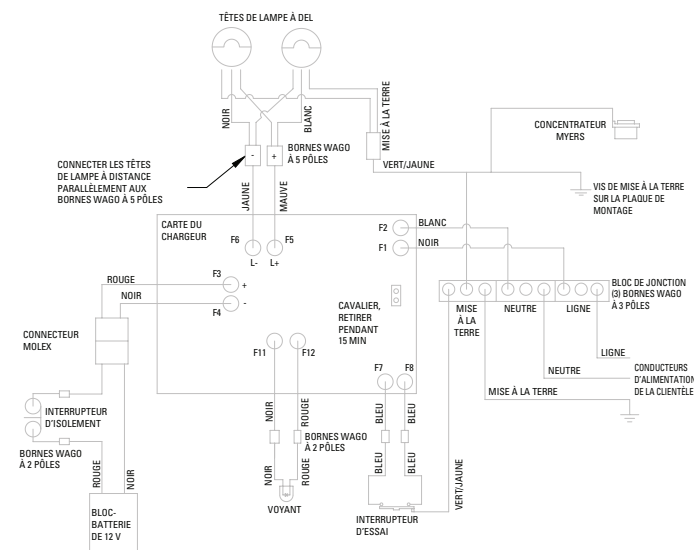 TÊTES DE LAMPE À DEL
NOIR
BLANC
MISE À LA TERRE
CONCENTRATEUR
MYERS
BORNES WAGO
À 5 PÔLES
-
+
CONNECTER LES TÊTES
DE LAMPE À DISTANCE
PARALLÈLEMENT AUX
BORNES WAGO À 5 PÔLES
VERT/JAUNE
VIS DE MISE À LA TERRE
SUR LA PLAQUE DE
MONTAGE
JAUNE
MAUVE
CARTE DU
CHARGEUR
F6
F5
L-
L+
F2
BLANC
F1
NOIR
ROUGE
F3
+
NOIR
-
F4
CAVALIER,
RETIRER
PENDANT
15 MIN
BLOC DE JONCTION
(3) BORNES WAGO
À 3 PÔLES
MISE
À LA
TERRE
NEUTRE
LIGNE
CONNECTEUR
MOLEX
F11
F12
F7
F8
LIGNE
NEUTRE
MISE À LA TERRE
CONDUCTEURS
D'ALIMENTATION
DE LA CLIENTÈLE
INTERRUPTEUR
D'ISOLEMENT
BORNES WAGO
À 2 PÔLES
NOIR
ROUGE
BORNES WAGO
À 2 PÔLES
NOIR
ROUGE
VOYANT
BLEU
BLEU
BLEU
BLEU
VERT/JAUNE
INTERRUPTEUR
D'ESSAI
ROUGE
NOIR
BLOC-
BATTERIE
DE 12 V